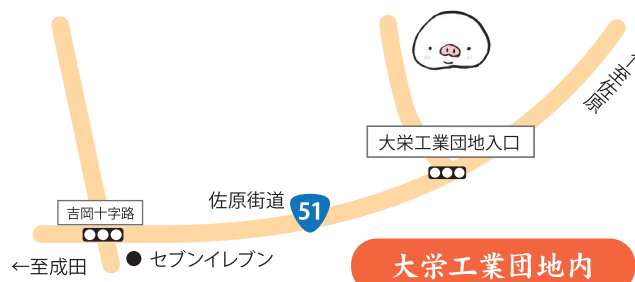 ↑至佐原
大栄工業団地入口
佐原街道
51
吉岡十字路
セブンイレブン
←至成田
大栄工業団地内